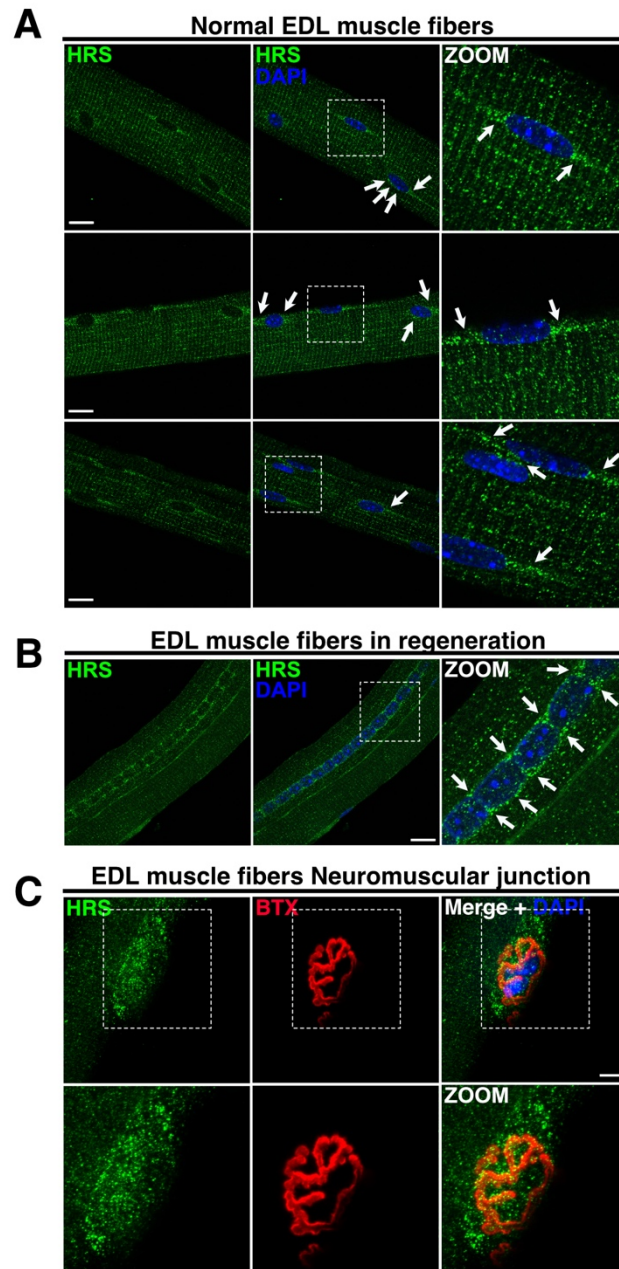 A
Normal EDL muscle fibers
HRS
HRS
DAPI
ZOOM
B
EDL muscle fibers in regeneration
HRS
HRS
DAPI
ZOOM
C
EDL muscle fibers Neuromuscular junction
HRS
BTX
Merge + DAPI
ZOOM